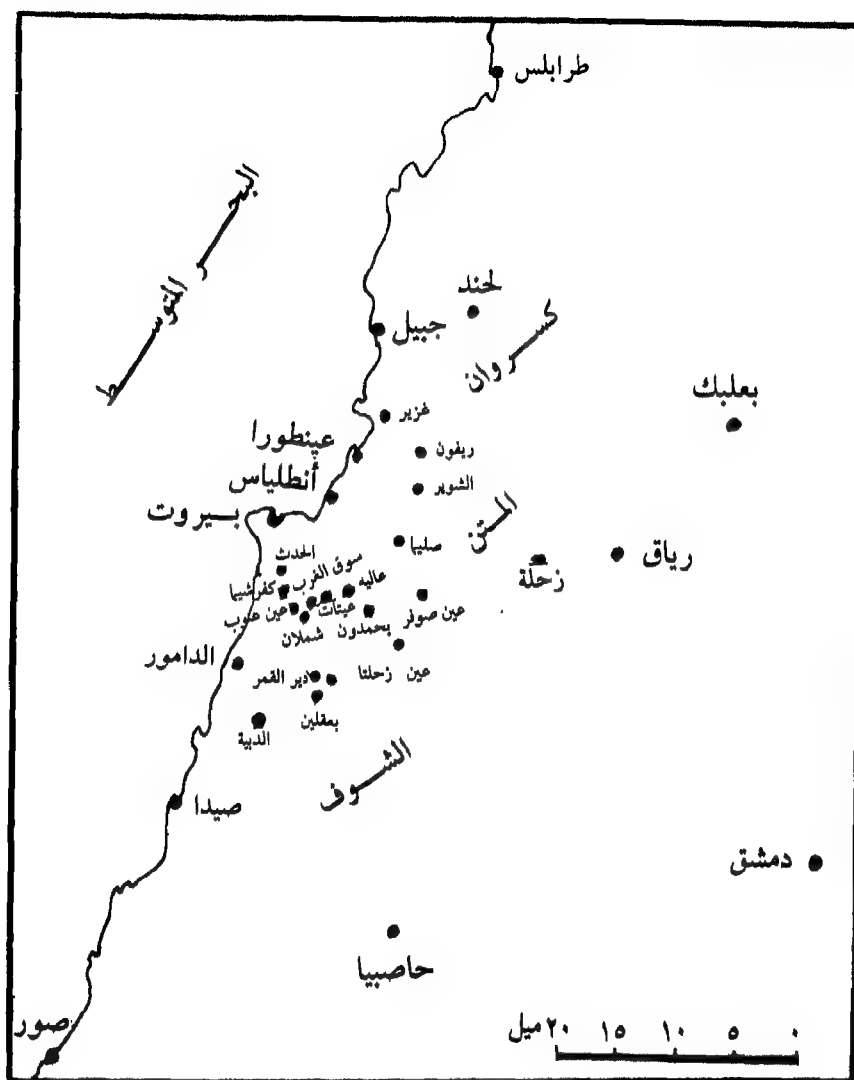 طرابلس
البحر المتوسط
لحند
جبيل
كسروان
بعلبك
غزير
عينطورا
ريفون
أنطلياس
الشوير
بيروت
المتن
صليا
رياق
زحلة
الحدث
سوق الغرب
عاليه
كفرشيما
عين عنوب
عيتات
عين صوفر
بحمدون
شملان
الدامور
عين زحلتا
دير القمر
بعقلين
الدبية
الشوف
صيدا
دمشق
حاصبيا
صور
٠ ٥ ١٠ ١٥ ٢٠ ميل